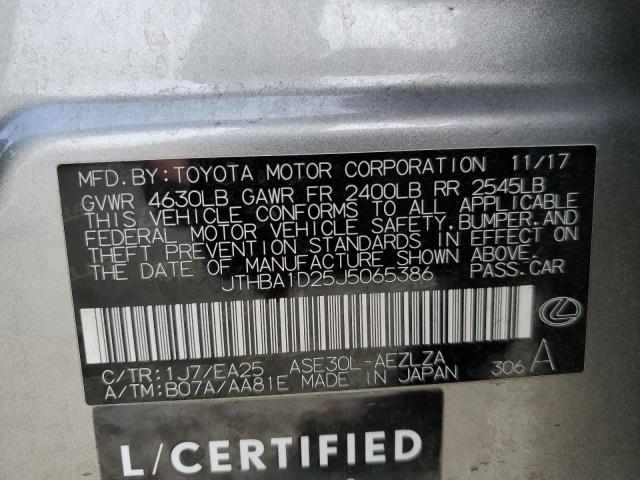 MFD. BY: TOYOTA MOTOR CORPORATION 11/17
GVWR 4630LB GAWR FR 2400LB RR 2545LB
THIS VEHICLE CONFORMS TO ALL APPLICABLE
FEDERAL MOTOR VEHICLE SAFETY, BUMPER, AND
THEFT PREVENTION STANDARDS IN EFFECT ON
THE DATE OF MANUFACTURE SHOWN ABOVE.
JTHBA1D25J5065386 PASS. CAR
C/TR: 1J7/EA25 ASE30L-AEZLZA
A/TM: B07A/AA81E MADE IN JAPAN 306 A
L/CERTIFIED